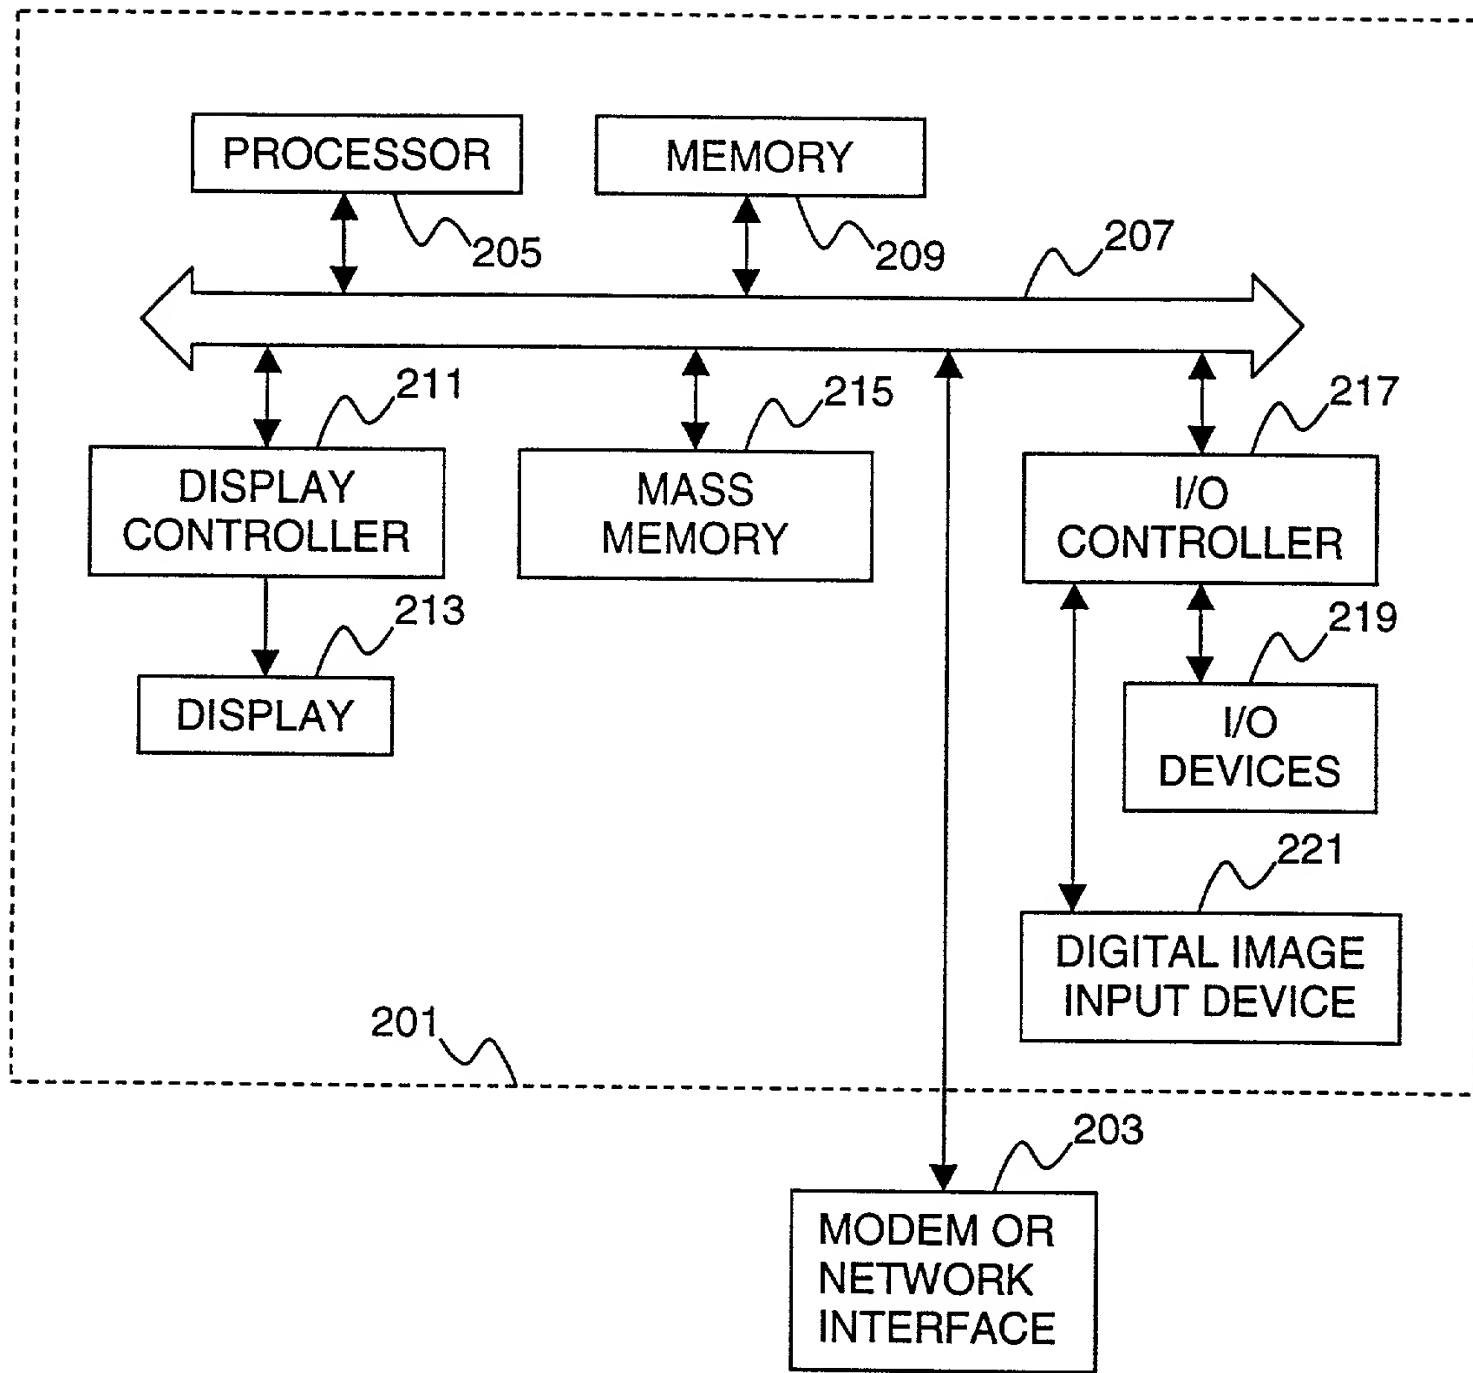 PROCESSOR
MEMORY
205
209
207
211
215
217
DISPLAY
CONTROLLER
MASS
MEMORY
I/O
CONTROLLER
213
219
DISPLAY
I/O
DEVICES
221
DIGITAL IMAGE
INPUT DEVICE
201
203
MODEM OR
NETWORK
INTERFACE